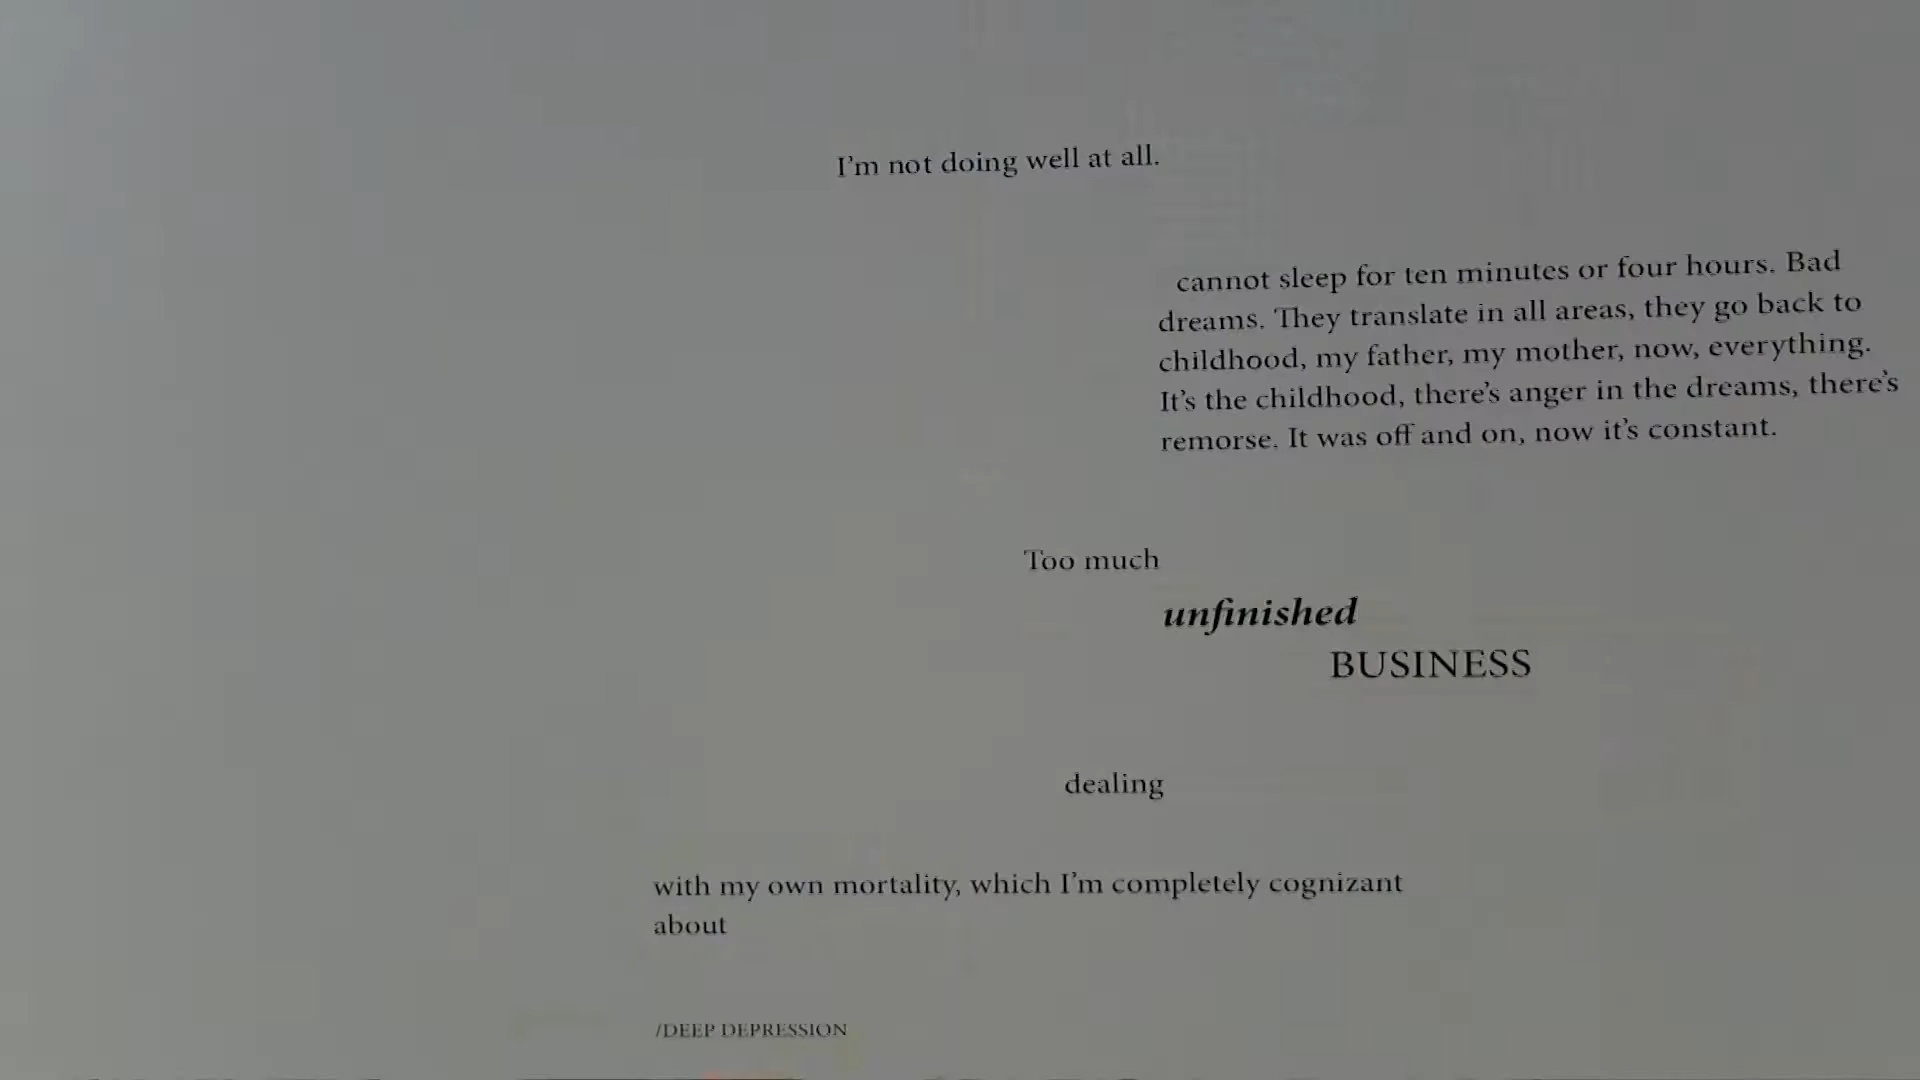 I'm not doing well at all.
cannot sleep for ten minutes or four hours. Bad
dreams. They translate in all areas, they go back to
childhood, my father, my mother, now, everything.
It's the childhood, there's anger in the dreams, there's
remorse. It was off and on, now it's constant.
Too much
unfinished
BUSINESS
dealing
with my own mortality, which I'm completely cognizant
about
/DEEP DEPRESSION